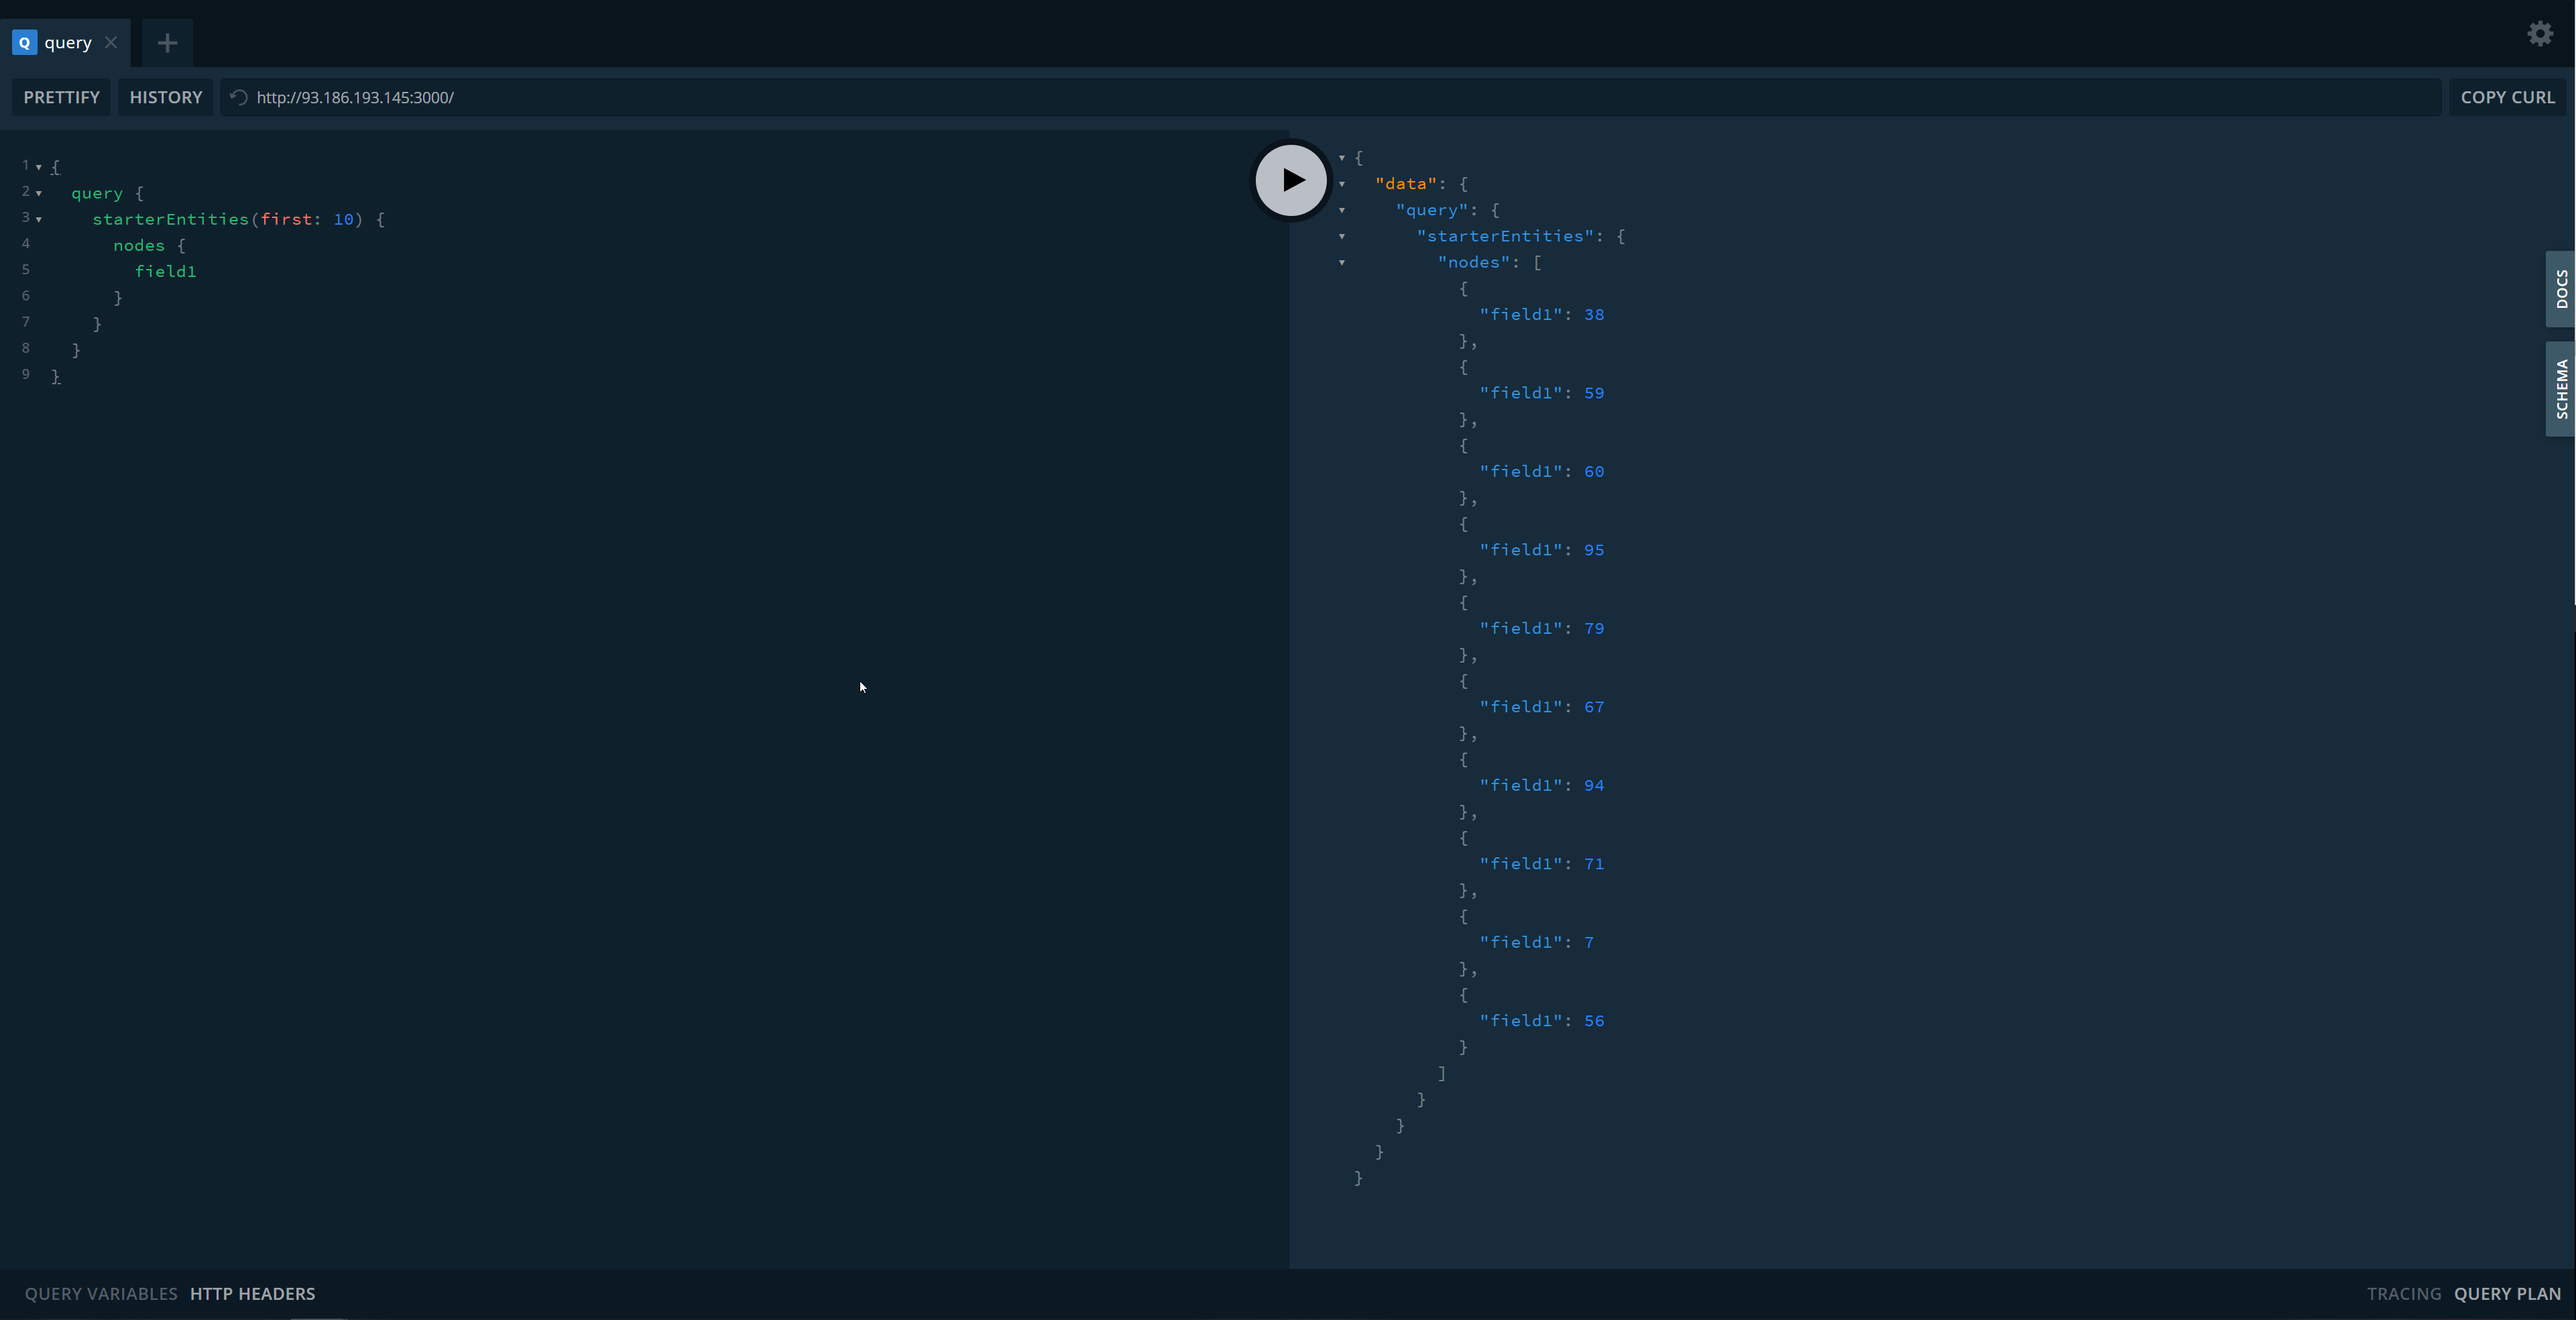 Q query
PRETTIFY HISTORY http://93.186.193.145:3000/ COPY CURL
1 {
2 query {
3 starterEntities(first: 10) {
4 nodes {
5 field1
6 }
7 }
8 }
9 }
{
"data": {
"query": {
"starterEntities": {
"nodes": [
{
"field1": 38
},
{
"field1": 59
},
{
"field1": 60
},
{
"field1": 95
},
{
"field1": 79
},
{
"field1": 67
},
{
"field1": 94
},
{
"field1": 71
},
{
"field1": 7
},
{
"field1": 56
}
]
}
}
}
}
DOCS
SCHEMA
QUERY VARIABLES HTTP HEADERS
TRACING QUERY PLAN